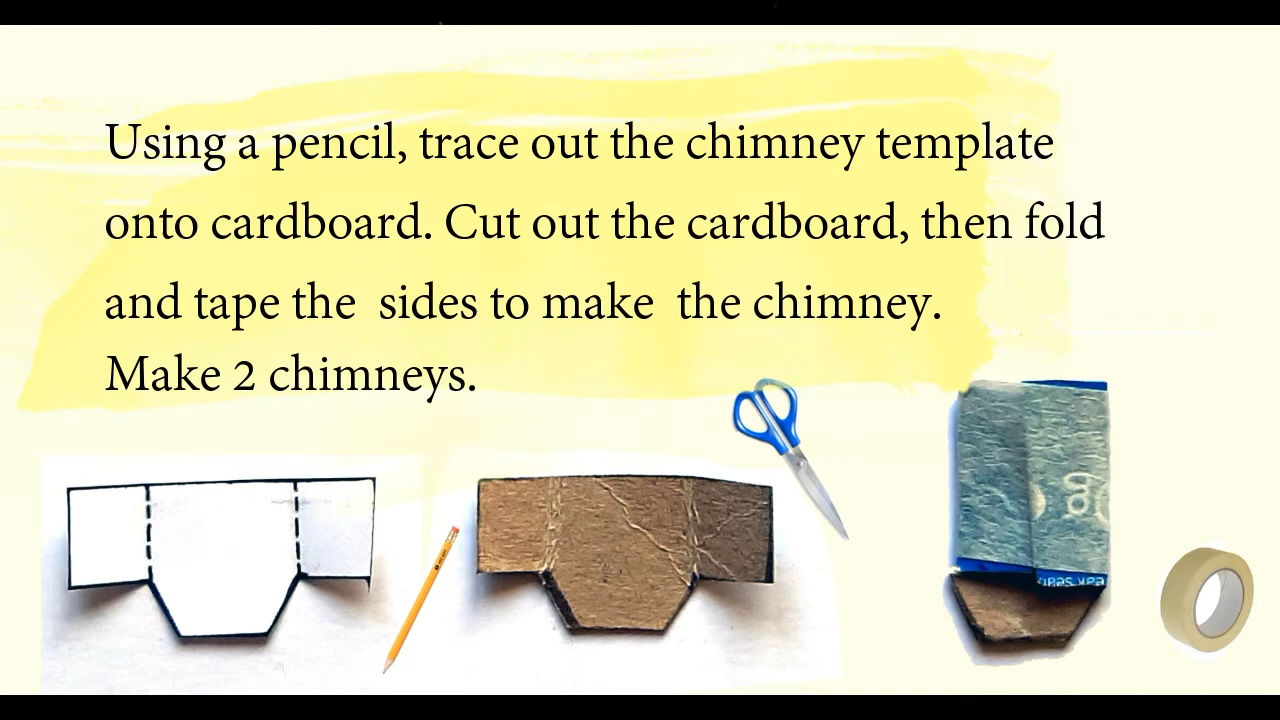 Using a pencil, trace out the chimney template
onto cardboard. Cut out the cardboard, then fold
and tape the  sides to make  the chimney.
Make 2 chimneys.